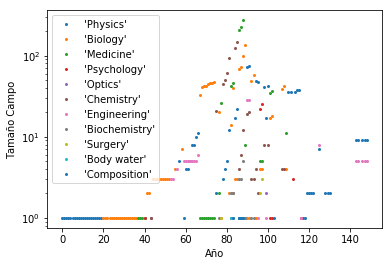 'Physics'
'Biology'
'Medicine'
'Psychology'
'Optics'
'Chemistry'
'Engineering'
'Biochemistry'
'Surgery'
'Body water'
'Composition'
Tamaño Campo
10²
10¹
10⁰
0 20 40 60 80 100 120 140
Año